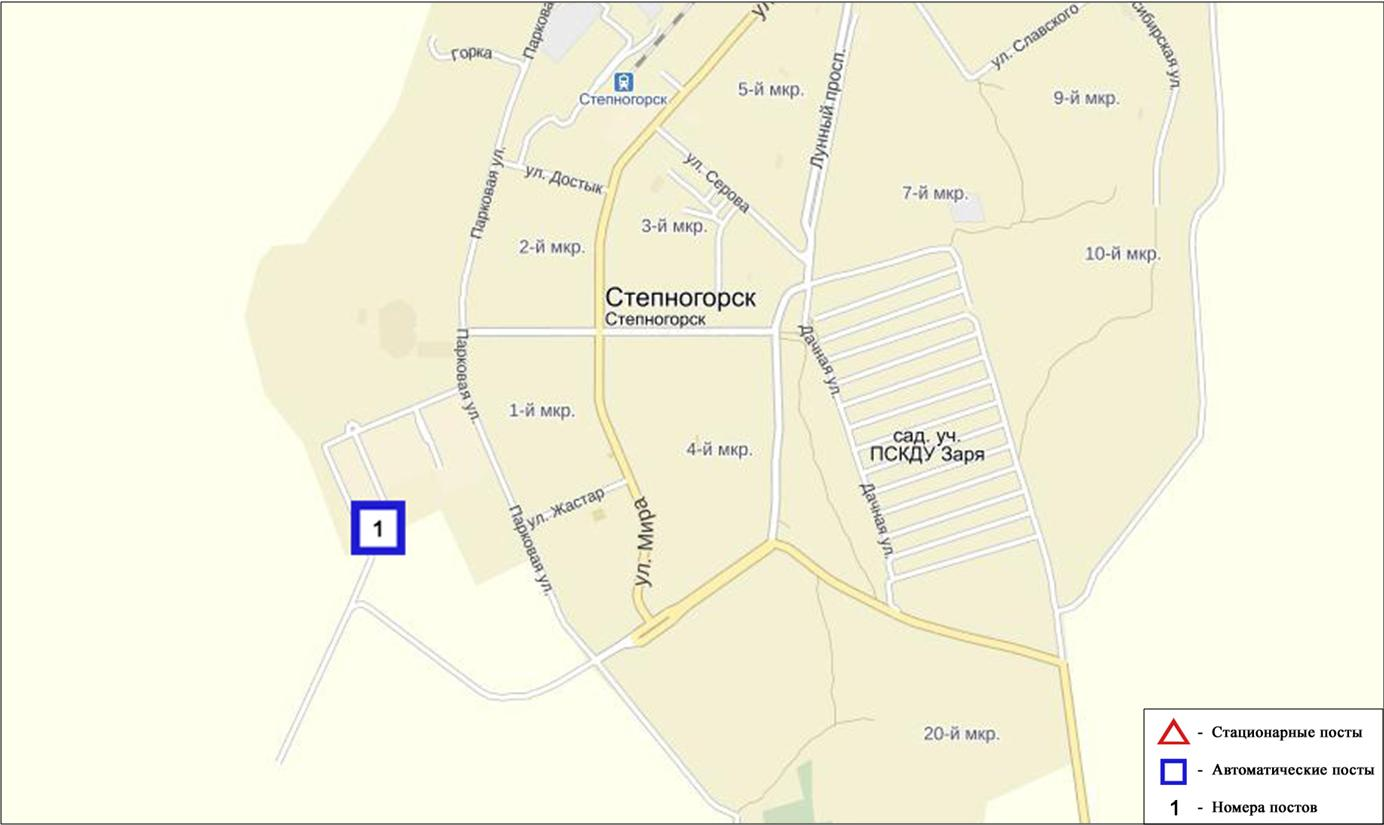 Парковая
ул.
сибирская ул.
ул. Славского
Горка
Степногорск
5-й мкр.
9-й мкр.
Лунный просп.
Парковая ул.
ул. Достык
ул. Серова
7-й мкр.
3-й мкр.
2-й мкр.
10-й мкр.
Степногорск
Степногорск
Парковая ул.
Дачная ул.
1-й мкр.
4-й мкр.
сад. уч.
ПСКДУ Заря
1
ул. Жастар
ул. Мира
Парковая ул.
Дачная ул.
20-й мкр.
- Стационарные посты
- Автоматические посты
1 - Номера постов